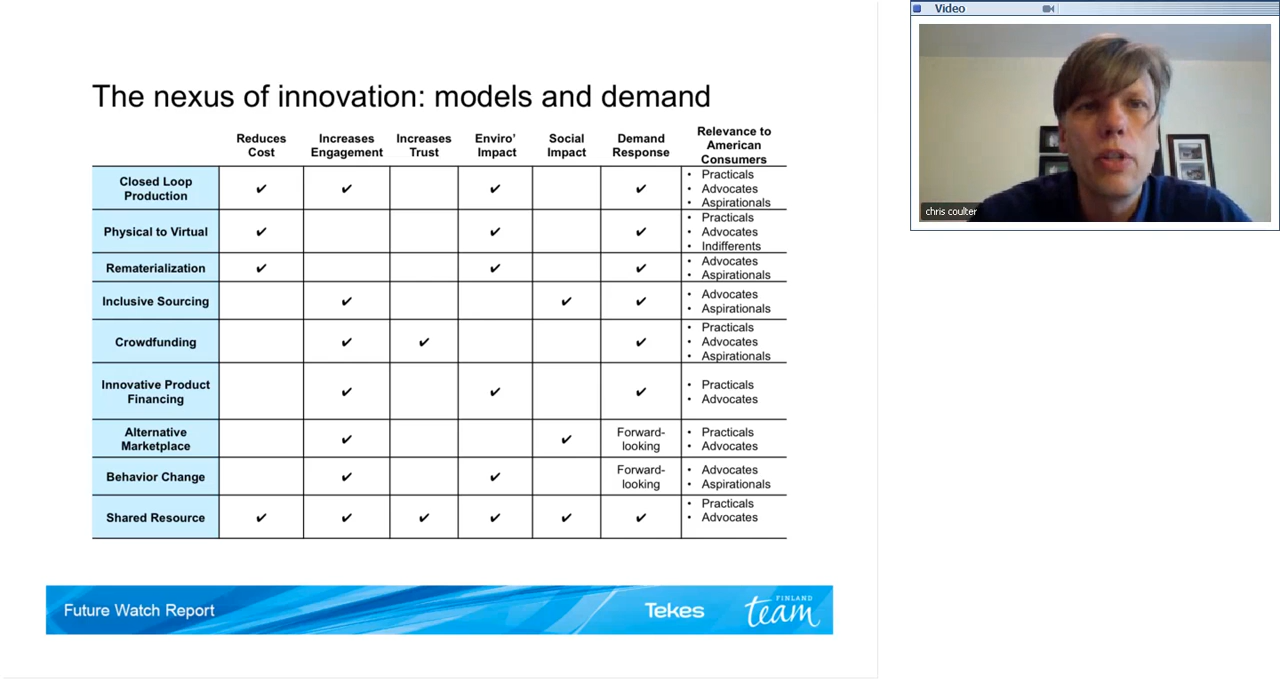 The nexus of innovation: models and demand
Reduces Cost | Increases Engagement | Increases Trust | Enviro’ Impact | Social Impact | Demand Response | Relevance to American Consumers
Closed Loop Production | ✔ | ✔ | | ✔ | | ✔ | • Practicals • Advocates • Aspirationals
Physical to Virtual | ✔ | | | ✔ | | ✔ | • Practicals • Advocates • Indifferents
Rematerialization | ✔ | | | ✔ | | ✔ | • Advocates • Aspirationals
Inclusive Sourcing | | ✔ | | | ✔ | ✔ | • Advocates • Aspirationals
Crowdfunding | | ✔ | ✔ | | | ✔ | • Practicals • Advocates • Aspirationals
Innovative Product Financing | | ✔ | | ✔ | | ✔ | • Practicals • Advocates
Alternative Marketplace | | ✔ | | | ✔ | Forward-looking | • Practicals • Advocates
Behavior Change | | ✔ | | ✔ | | Forward-looking | • Advocates • Aspirationals
Shared Resource | ✔ | ✔ | ✔ | ✔ | ✔ | ✔ | • Practicals • Advocates
Future Watch Report
Tekes
FINLAND
team
Video
chris coulter